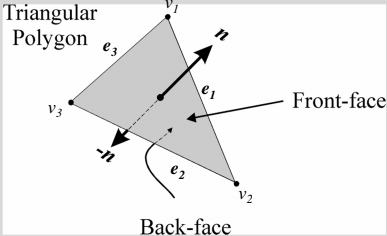 Triangular
Polygon
v1
e3
n
e1
v3
Front-face
-n
e2
v2
Back-face